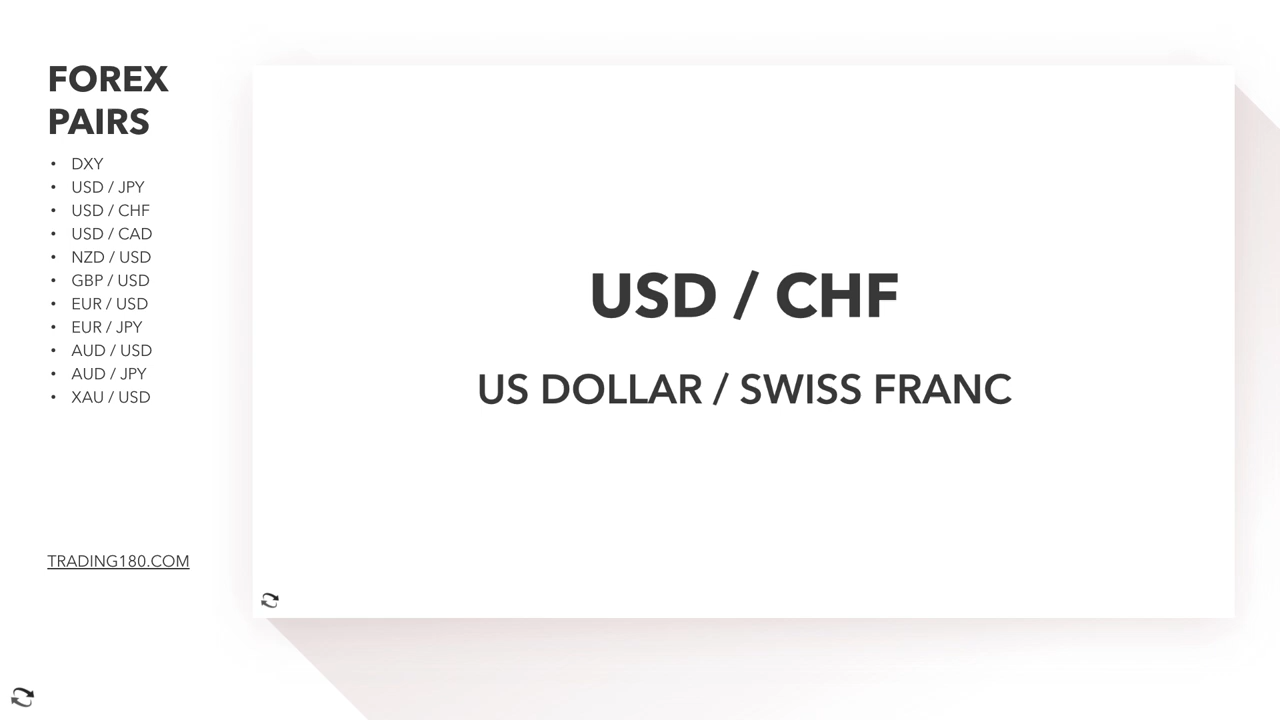 FOREX
PAIRS
• DXY
• USD / JPY
• USD / CHF
• USD / CAD
• NZD / USD
• GBP / USD
• EUR / USD
• EUR / JPY
• AUD / USD
• AUD / JPY
• XAU / USD
TRADING180.COM
USD / CHF
US DOLLAR / SWISS FRANC